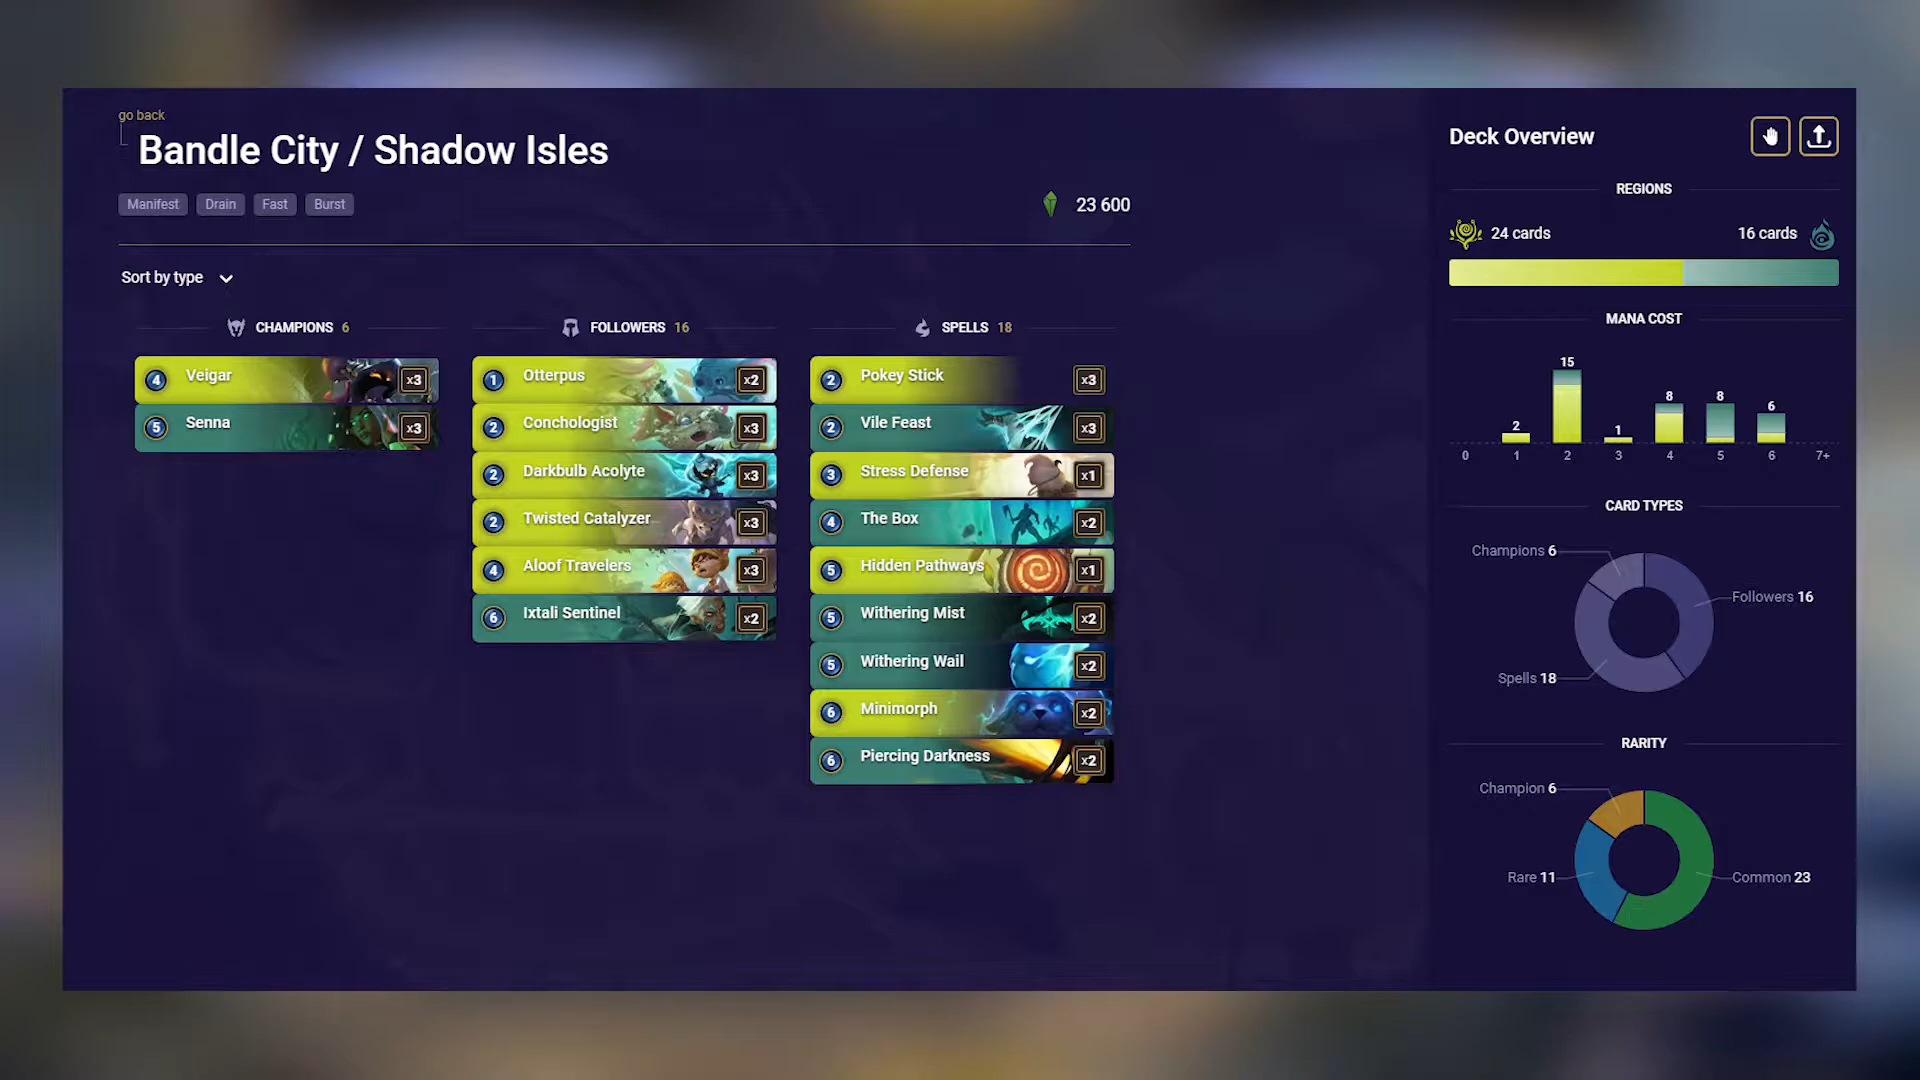 go back
Bandle City / Shadow Isles
Manifest Drain Fast Burst
23 600
Sort by type
CHAMPIONS 6
4 Veigar x3
5 Senna x3
FOLLOWERS 16
1 Otterpus x2
2 Conchologist x3
2 Darkbulb Acolyte x3
2 Twisted Catalyzer x3
4 Aloof Travelers x3
6 Ixtali Sentinel x2
SPELLS 18
2 Pokey Stick x3
2 Vile Feast x3
3 Stress Defense x1
4 The Box x2
5 Hidden Pathways x1
5 Withering Mist x2
5 Withering Wail x2
6 Minimorph x2
6 Piercing Darkness x2
Deck Overview
REGIONS
24 cards 16 cards
MANA COST
2 15 1 8 8 6
0 1 2 3 4 5 6 7+
CARD TYPES
Champions 6
Followers 16
Spells 18
RARITY
Champion 6
Rare 11
Common 23